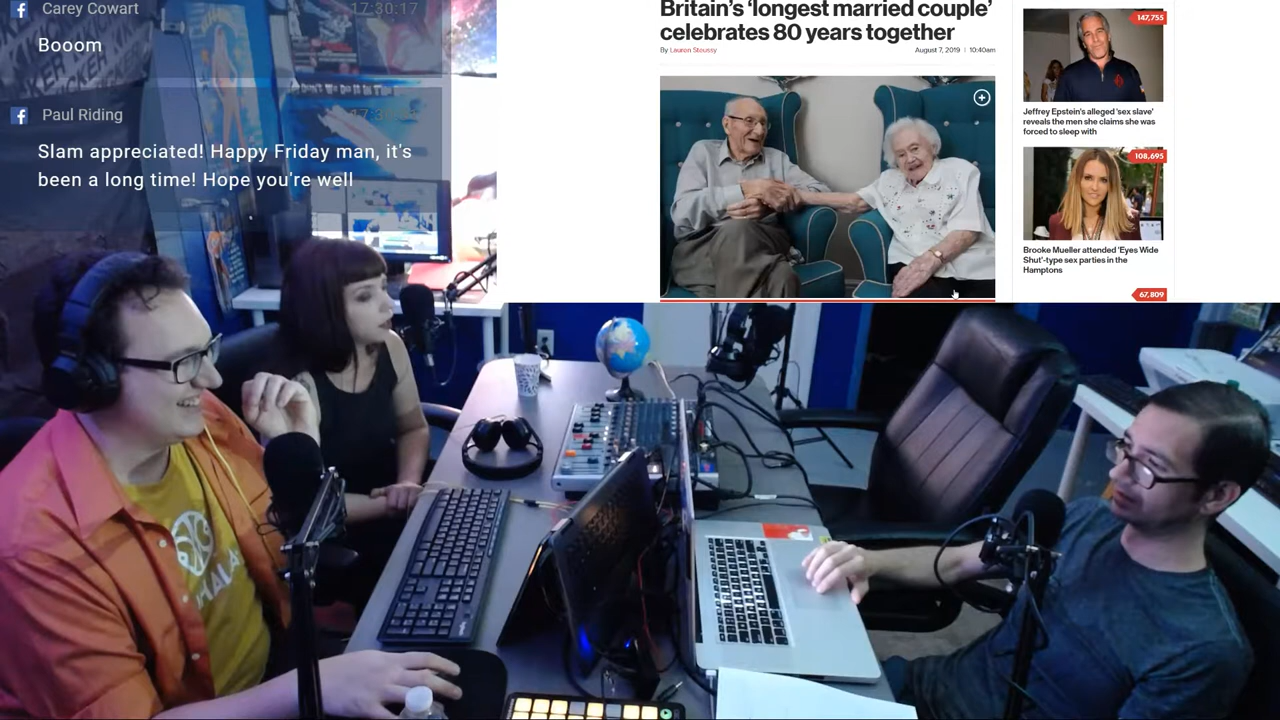 Carey Cowart
17:30:17
Booom
Paul Riding
Slam appreciated! Happy Friday man, it's
been a long time! Hope you're well
Britain's 'longest married couple'
celebrates 80 years together
By Lauren Steussy
August 7, 2019 | 10:40am
147,755
Jeffrey Epstein's alleged 'sex slave'
reveals the men she claims she was
forced to sleep with
108,695
Brooke Mueller attended 'Eyes Wide
Shut'-type sex parties in the
Hamptons
67,809